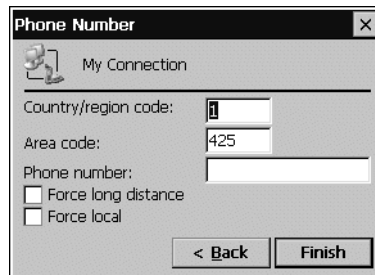 Phone Number
My Connection
Country/region code: 1
Area code: 425
Phone number:
Force long distance
Force local
< Back Finish